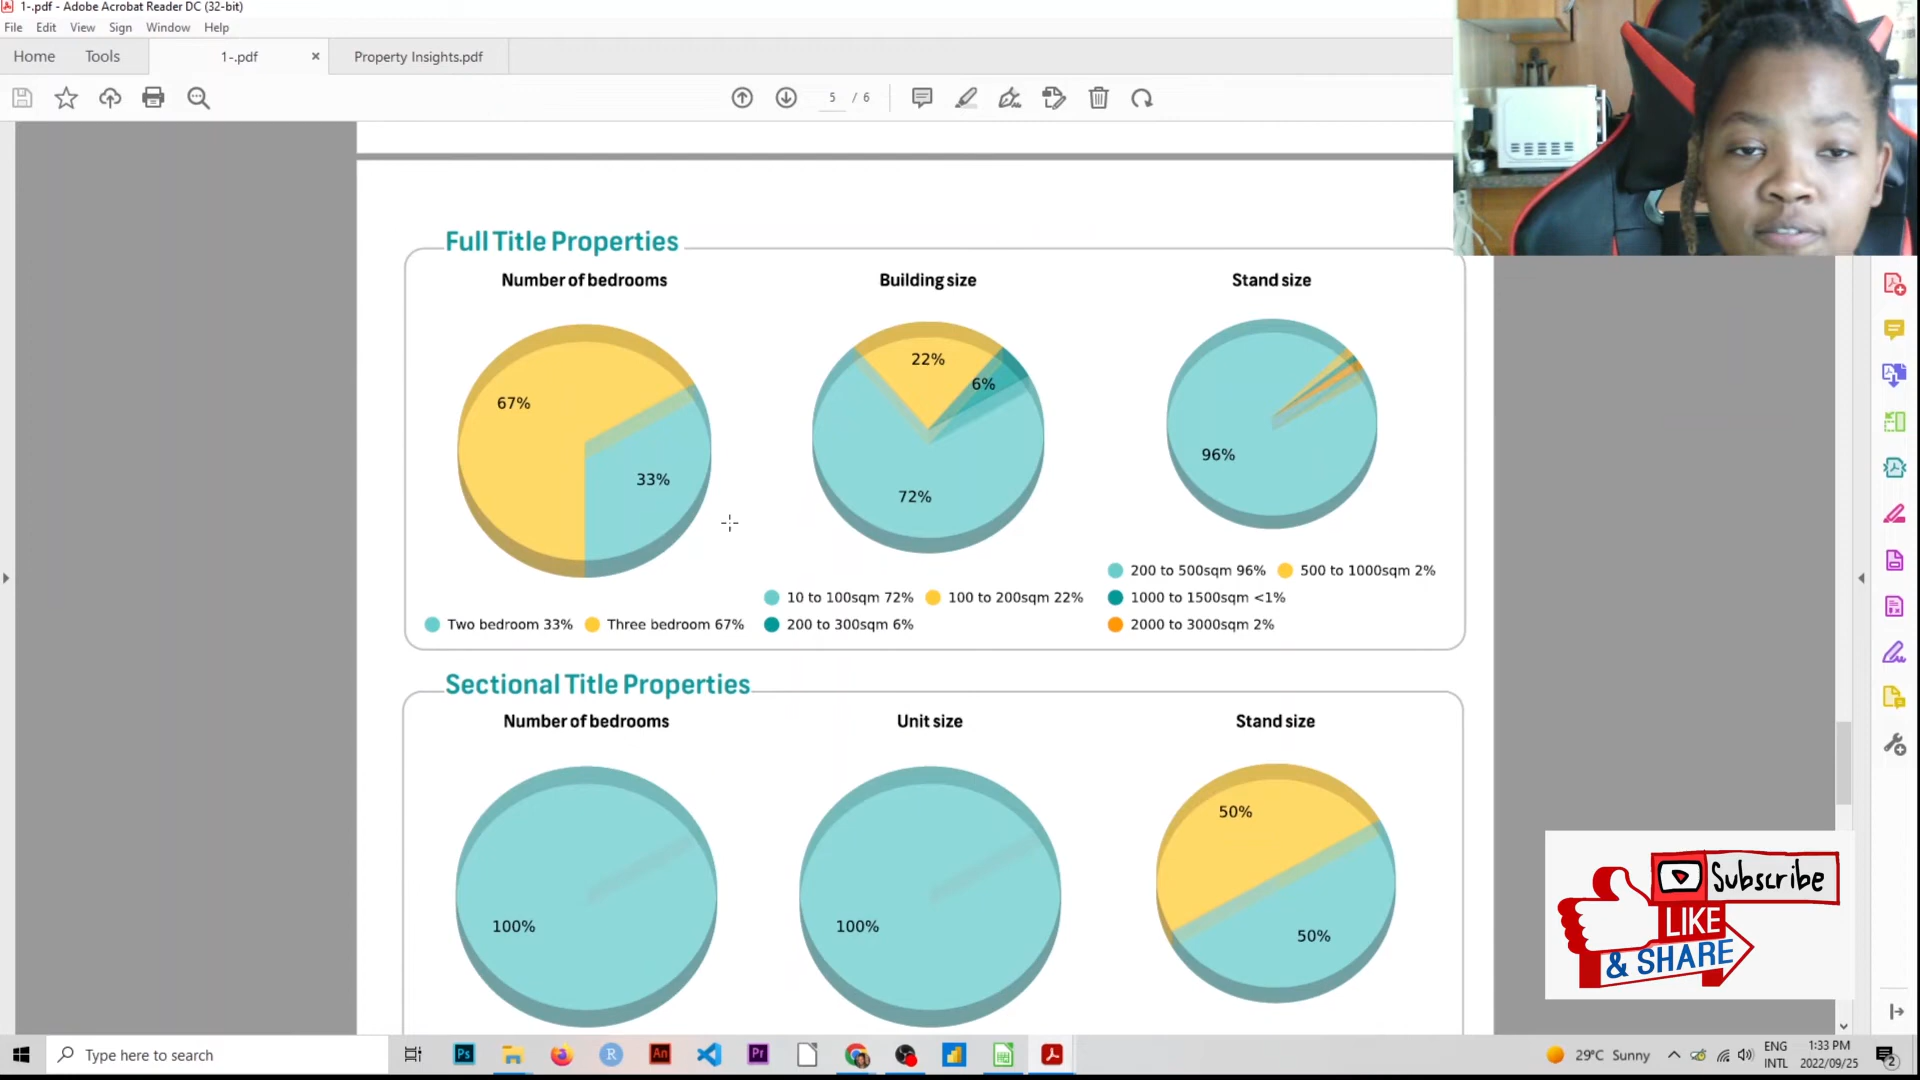 1-.pdf - Adobe Acrobat Reader DC (32-bit)
File Edit View Sign Window Help
Home Tools 1-.pdf × Property Insights.pdf
5 / 6
Full Title Properties
Number of bedrooms Building size Stand size
67%
33%
22%
6%
72%
96%
Two bedroom 33% Three bedroom 67%
10 to 100sqm 72% 100 to 200sqm 22%
200 to 300sqm 6%
200 to 500sqm 96% 500 to 1000sqm 2%
1000 to 1500sqm <1%
2000 to 3000sqm 2%
Sectional Title Properties
Number of bedrooms Unit size Stand size
100%
100%
50%
50%
Subscribe
LIKE
& SHARE
Type here to search
Ps
R
An
Pr
29°C Sunny
ENG
INTL
1:33 PM
2022/09/25
2